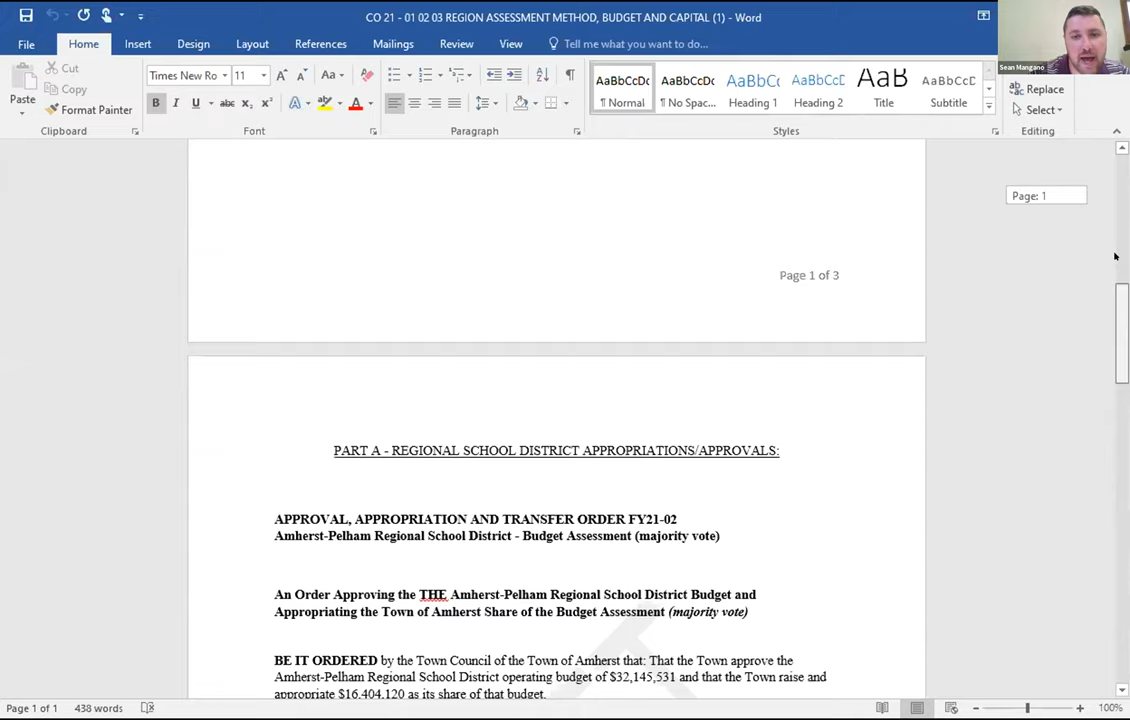 CO 21 - 01 02 03 REGION ASSESSMENT METHOD, BUDGET AND CAPITAL (1) - Word
Sean Mangano
File Home Insert Design Layout References Mailings Review View Tell me what you want to do...
Paste
Cut
Copy
Format Painter
Clipboard
Times New Ro 11
Font
Paragraph
AaBbCcDc AaBbCcDc AaBbC AaBbCcD AaB AaBbCcD
¶ Normal ¶ No Spac... Heading 1 Heading 2 Title Subtitle
Styles
Replace
Select
Editing
Page: 1
Page 1 of 3
PART A - REGIONAL SCHOOL DISTRICT APPROPRIATIONS/APPROVALS:
APPROVAL, APPROPRIATION AND TRANSFER ORDER FY21-02
Amherst-Pelham Regional School District - Budget Assessment (majority vote)
An Order Approving the THE Amherst-Pelham Regional School District Budget and
Appropriating the Town of Amherst Share of the Budget Assessment (majority vote)
BE IT ORDERED by the Town Council of the Town of Amherst that: That the Town approve the
Amherst-Pelham Regional School District operating budget of $32,145,531 and that the Town raise and
appropriate $16,404,120 as its share of that budget.
Page 1 of 1 438 words 100%